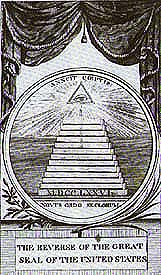 ANNUIT COEPTIS
MDCCLXXVI
NOVUS ORDO SECLORUM
THE REVERSE OF THE GREAT
SEAL OF THE UNITED STATES